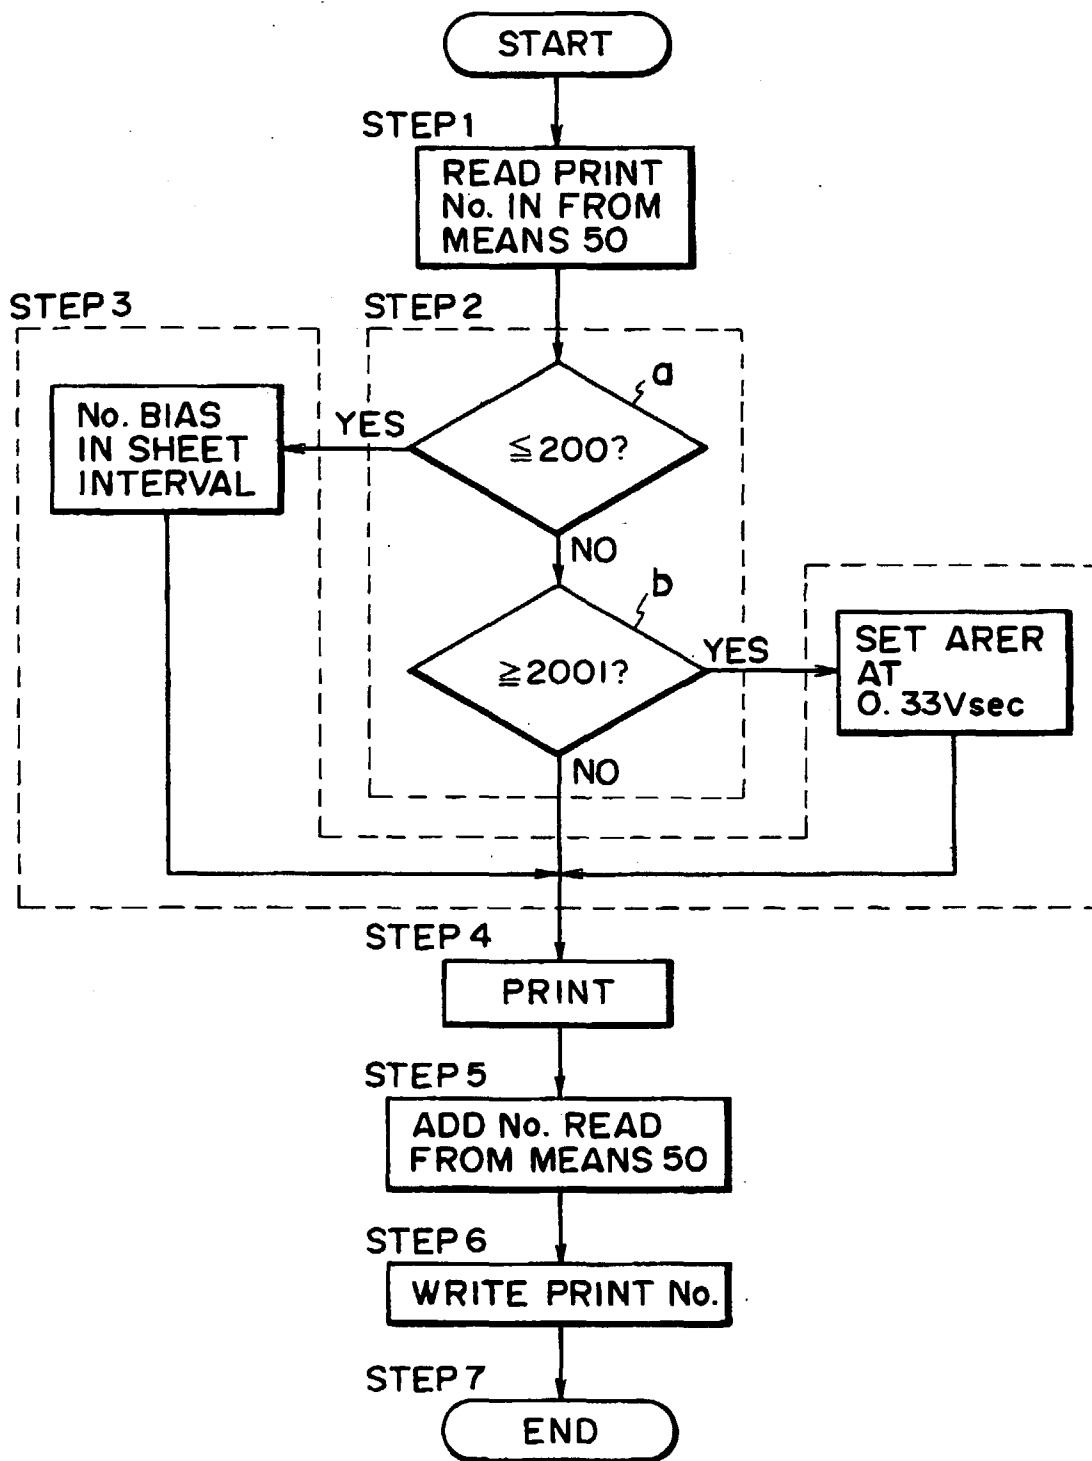 START
STEP 1
READ PRINT
No. IN FROM
MEANS 50
STEP 3
STEP 2
a
No. BIAS
IN SHEET
INTERVAL
YES
≦200?
NO
b
≧2001?
YES
SET ARER
AT
0.33Vsec
NO
STEP 4
PRINT
STEP 5
ADD No. READ
FROM MEANS 50
STEP 6
WRITE PRINT No.
STEP 7
END